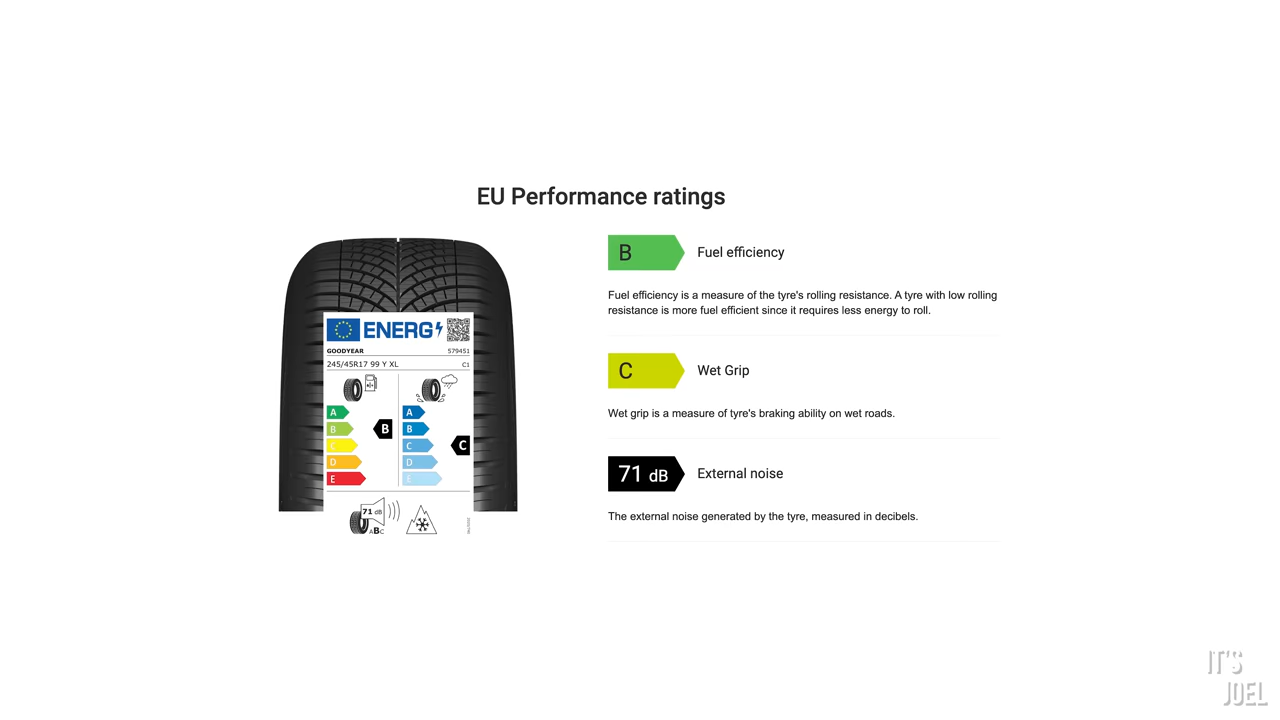 EU Performance ratings
ENERG
GOODYEAR 579451
245/45R17 99 Y XL C1
A A
B B B
C C C
D D
E E
71 dB
ABC
B Fuel efficiency
Fuel efficiency is a measure of the tyre's rolling resistance. A tyre with low rolling
resistance is more fuel efficient since it requires less energy to roll.
C Wet Grip
Wet grip is a measure of tyre's braking ability on wet roads.
71 dB External noise
The external noise generated by the tyre, measured in decibels.
IT'S
JOEL